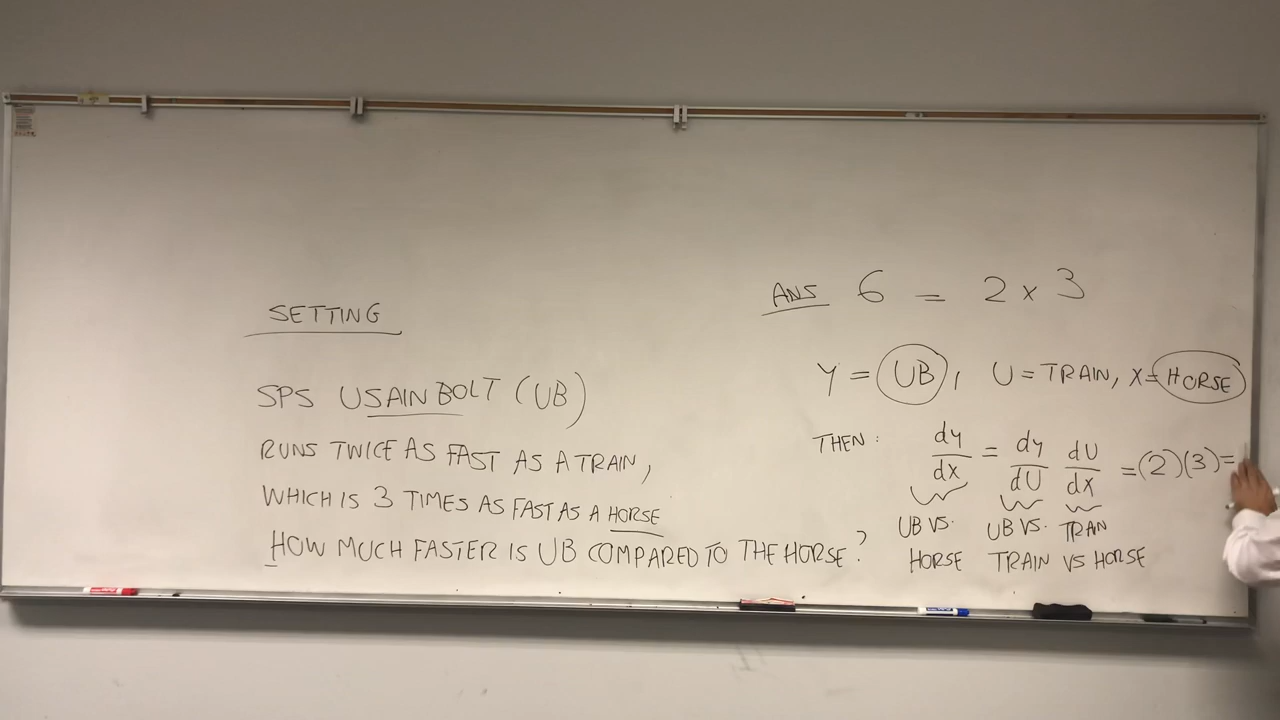 SETTING
SPS USAIN BOLT (UB)
RUNS TWICE AS FAST AS A TRAIN,
WHICH IS 3 TIMES AS FAST AS A HORSE
HOW MUCH FASTER IS UB COMPARED TO THE HORSE?
ANS 6 = 2 x 3
Y = UB, U = TRAIN, X = HORSE
THEN: dy/dx = dy/dU dU/dx = (2)(3) =
UB VS. UB VS. TRAN
HORSE TRAIN VS HORSE